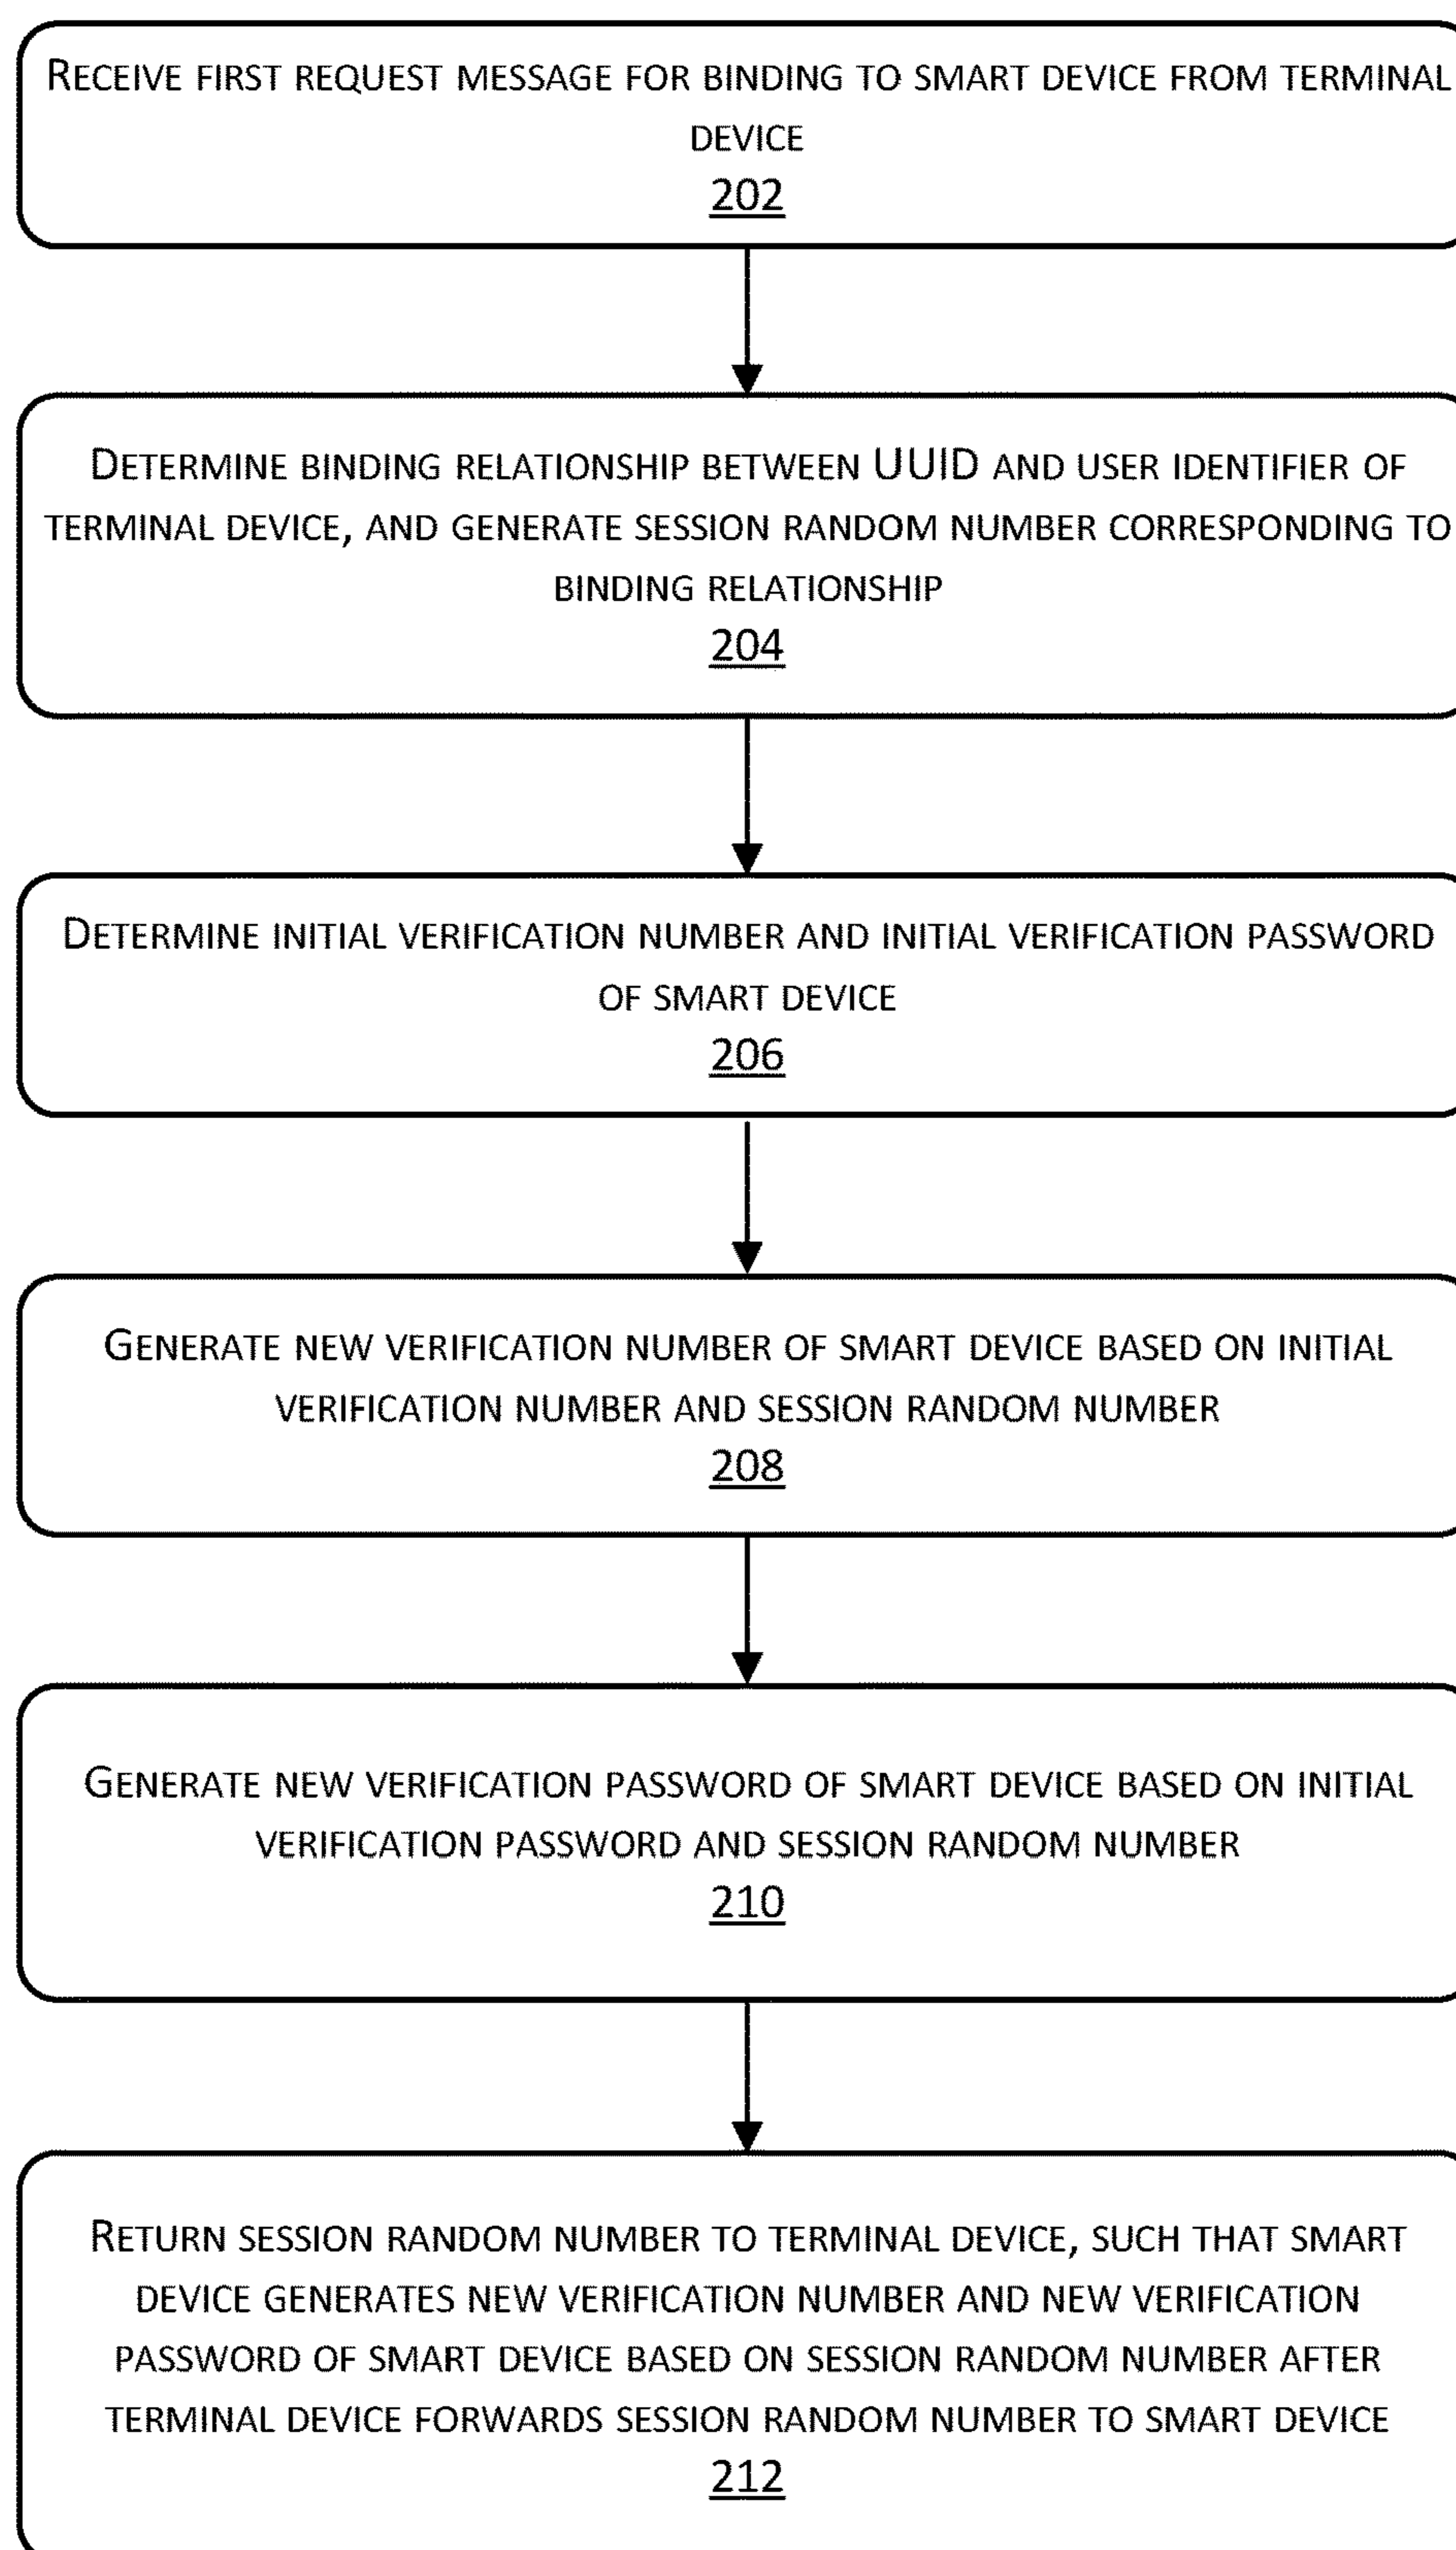 RECEIVE FIRST REQUEST MESSAGE FOR BINDING TO SMART DEVICE FROM TERMINAL
DEVICE
202
DETERMINE BINDING RELATIONSHIP BETWEEN UUID AND USER IDENTIFIER OF
TERMINAL DEVICE, AND GENERATE SESSION RANDOM NUMBER CORRESPONDING TO
BINDING RELATIONSHIP
204
DETERMINE INITIAL VERIFICATION NUMBER AND INITIAL VERIFICATION PASSWORD
OF SMART DEVICE
206
GENERATE NEW VERIFICATION NUMBER OF SMART DEVICE BASED ON INITIAL
VERIFICATION NUMBER AND SESSION RANDOM NUMBER
208
GENERATE NEW VERIFICATION PASSWORD OF SMART DEVICE BASED ON INITIAL
VERIFICATION PASSWORD AND SESSION RANDOM NUMBER
210
RETURN SESSION RANDOM NUMBER TO TERMINAL DEVICE, SUCH THAT SMART
DEVICE GENERATES NEW VERIFICATION NUMBER AND NEW VERIFICATION
PASSWORD OF SMART DEVICE BASED ON SESSION RANDOM NUMBER AFTER
TERMINAL DEVICE FORWARDS SESSION RANDOM NUMBER TO SMART DEVICE
212